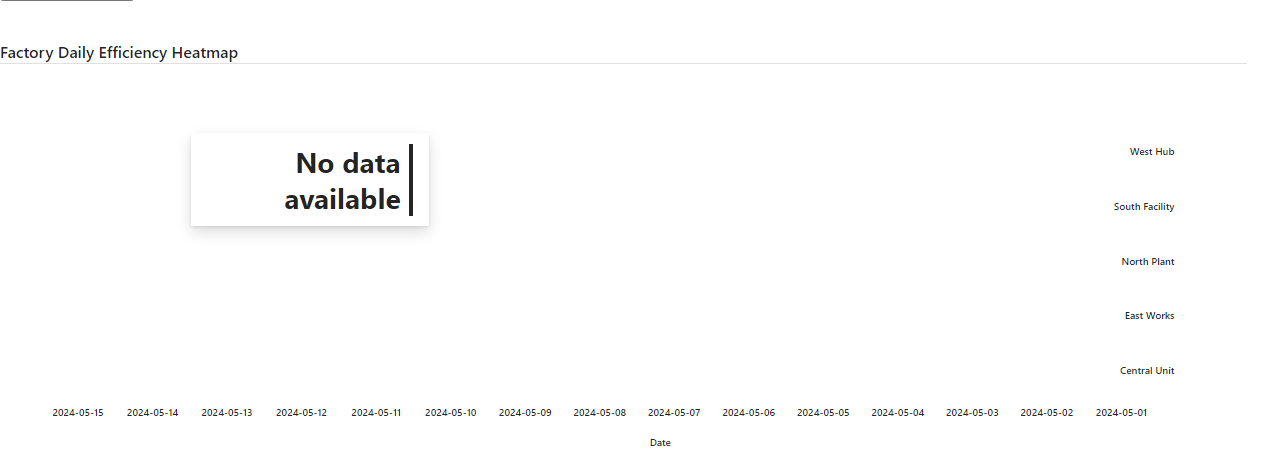 Factory Daily Efficiency Heatmap
No data
available
West Hub
South Facility
North Plant
East Works
Central Unit
2024-05-15 2024-05-14 2024-05-13 2024-05-12 2024-05-11 2024-05-10 2024-05-09 2024-05-08 2024-05-07 2024-05-06 2024-05-05 2024-05-04 2024-05-03 2024-05-02 2024-05-01
Date